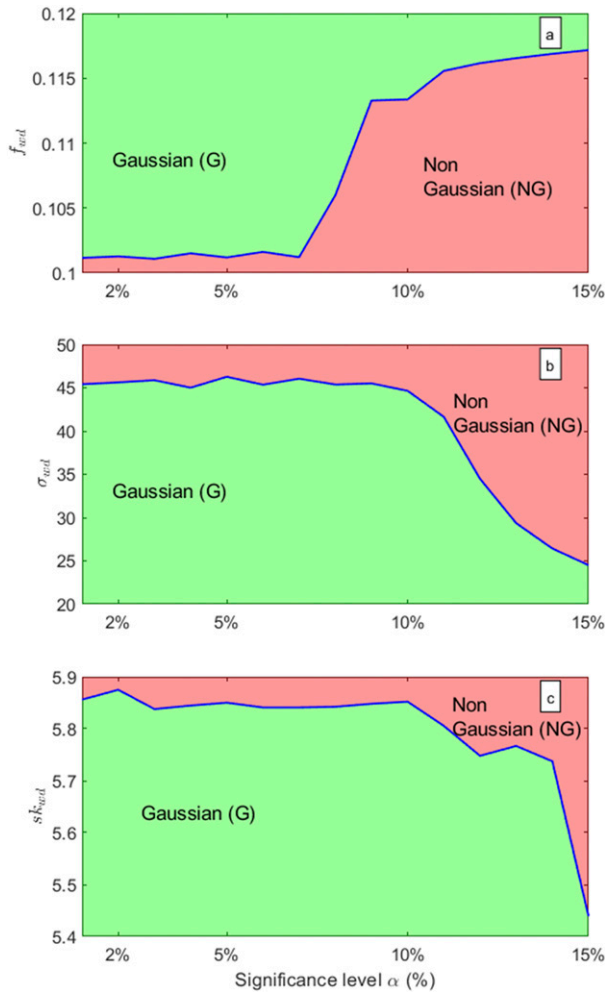 0.12
a
0.115
f_wd
0.11
Gaussian (G)
Non
Gaussian (NG)
0.105
0.1
2%
5%
10%
15%
50
b
45
Non
Gaussian (NG)
40
σ_wd
35
Gaussian (G)
30
25
20
2%
5%
10%
15%
5.9
c
5.8
Non
Gaussian (NG)
5.7
sk_wd
Gaussian (G)
5.6
5.5
5.4
2%
5%
10%
15%
Significance level α (%)